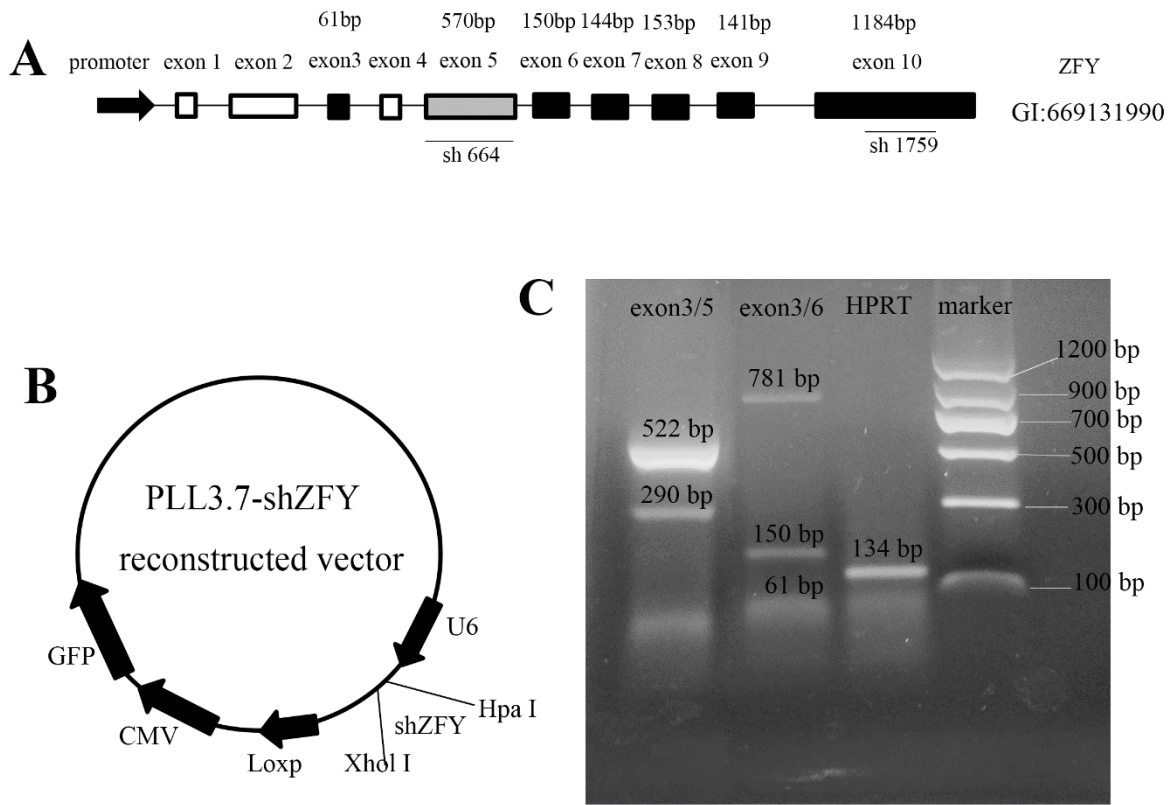 A
61bp 570bp 150bp 144bp 153bp 141bp 1184bp
promoter exon 1 exon 2 exon3 exon 4 exon 5 exon 6 exon 7 exon 8 exon 9 exon 10 ZFY
GI:669131990
sh 664 sh 1759
B
PLL3.7-shZFY
reconstructed vector
U6
Hpa I
shZFY
Xhol I
Loxp
CMV
GFP
C
exon3/5 exon3/6 HPRT marker
1200 bp
781 bp
900 bp
700 bp
522 bp
500 bp
290 bp
300 bp
150 bp
134 bp
61 bp
100 bp